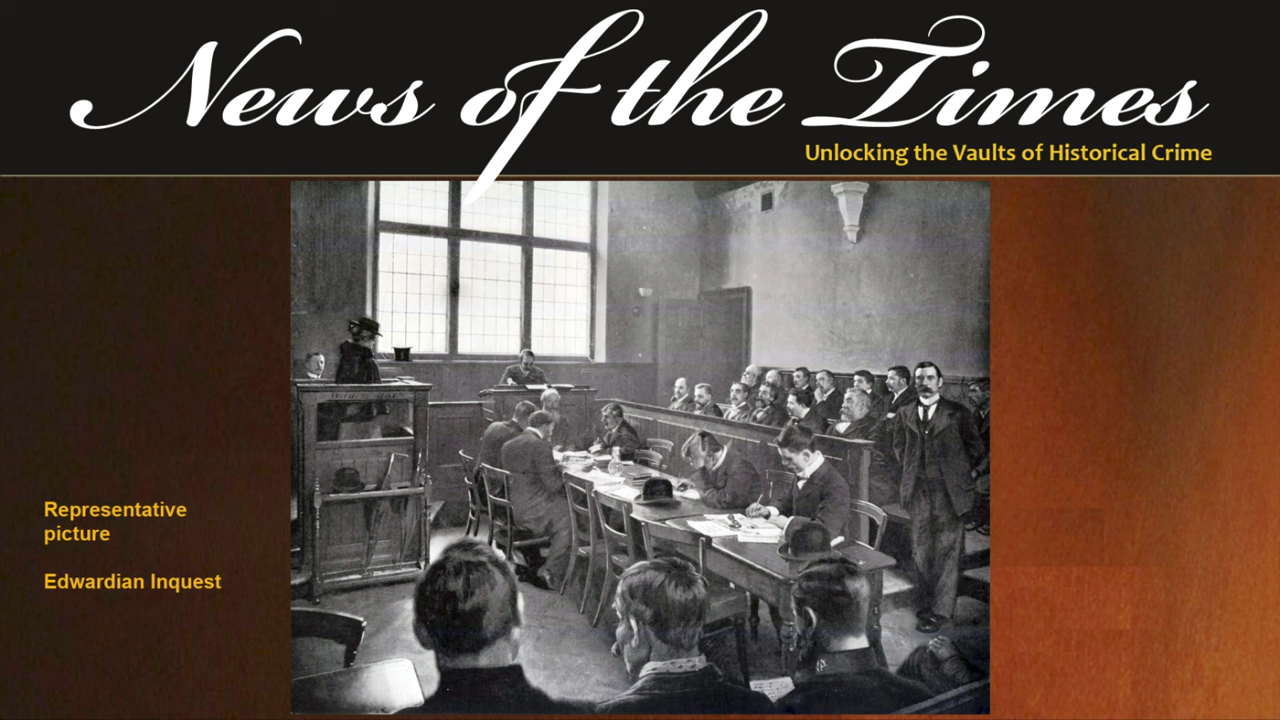 News of the Times
Unlocking the Vaults of Historical Crime
Representative
picture
Edwardian Inquest